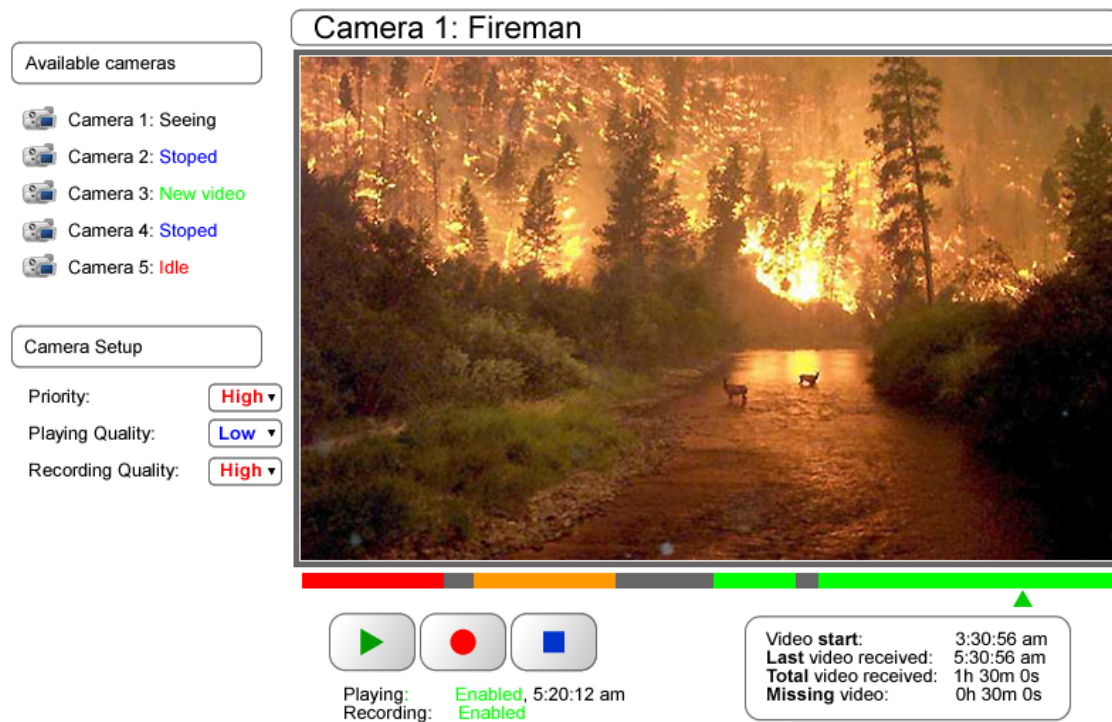 Camera 1: Fireman
Available cameras
Camera 1: Seeing
Camera 2: Stoped
Camera 3: New video
Camera 4: Stoped
Camera 5: Idle
Camera Setup
Priority: High
Playing Quality: Low
Recording Quality: High
Playing: Enabled, 5:20:12 am
Recording: Enabled
Video start: 3:30:56 am
Last video received: 5:30:56 am
Total video received: 1h 30m 0s
Missing video: 0h 30m 0s